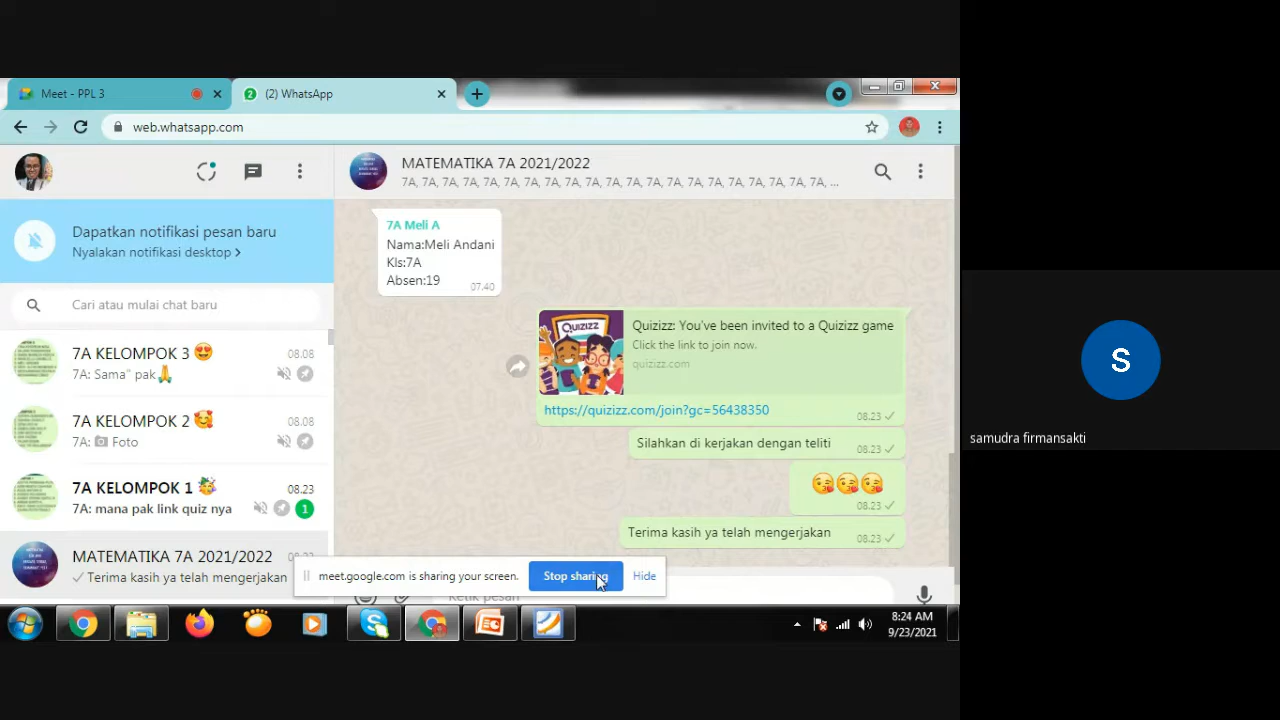 Meet - PPL 3
(2) WhatsApp
web.whatsapp.com
MATEMATIKA 7A 2021/2022
7A, 7A, 7A, 7A, 7A, 7A, 7A, 7A, 7A, 7A, 7A, 7A, 7A, 7A, 7A, 7A, 7A, 7A, 7A, 7A, 7A, ...
Dapatkan notifikasi pesan baru
Nyalakan notifikasi desktop >
Cari atau mulai chat baru
7A KELOMPOK 3 😍
08.08
7A: Sama" pak🙏
7A KELOMPOK 2 🥰
08.08
7A: Foto
7A KELOMPOK 1 🥳
08.23
7A: mana pak link quiz nya
1
MATEMATIKA 7A 2021/2022
Terima kasih ya telah mengerjakan
7A Meli A
Nama:Meli Andani
Kls:7A
Absen:19
07.40
Quizizz
Quizizz: You've been invited to a Quizizz game
Click the link to join now.
quizizz.com
https://quizizz.com/join?gc=56438350
08.23
Silahkan di kerjakan dengan teliti
08.23
😘😘😘
08.23
Terima kasih ya telah mengerjakan
08.23
meet.google.com is sharing your screen.
Stop sharing
Hide
Ketik pesan
8:24 AM
9/23/2021
S
samudra firmansakti